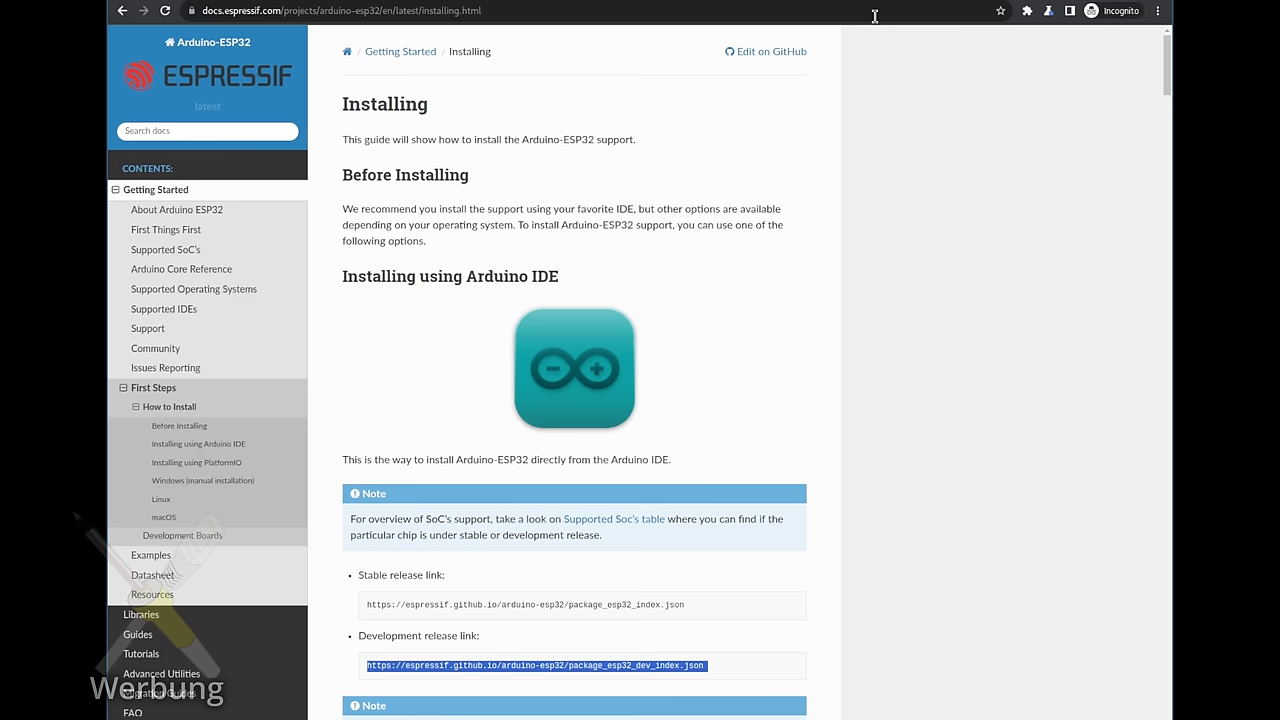 docs.espressif.com/projects/arduino-esp32/en/latest/installing.html
Incognito
Arduino-ESP32
ESPRESSIF
latest
Search docs
CONTENTS:
Getting Started
About Arduino ESP32
First Things First
Supported SoC's
Arduino Core Reference
Supported Operating Systems
Supported IDEs
Support
Community
Issues Reporting
First Steps
How to Install
Before Installing
Installing using Arduino IDE
Installing using PlatformIO
Windows (manual installation)
Linux
macOS
Development Boards
Examples
Datasheet
Resources
Libraries
Guides
Tutorials
Advanced Utilities
Migration Guides
FAQ
Werbung
/ Getting Started / Installing
Edit on GitHub
Installing
This guide will show how to install the Arduino-ESP32 support.
Before Installing
We recommend you install the support using your favorite IDE, but other options are available
depending on your operating system. To install Arduino-ESP32 support, you can use one of the
following options.
Installing using Arduino IDE
This is the way to install Arduino-ESP32 directly from the Arduino IDE.
Note
For overview of SoC's support, take a look on Supported Soc's table where you can find if the
particular chip is under stable or development release.
• Stable release link:
https://espressif.github.io/arduino-esp32/package_esp32_index.json
• Development release link:
https://espressif.github.io/arduino-esp32/package_esp32_dev_index.json
Note